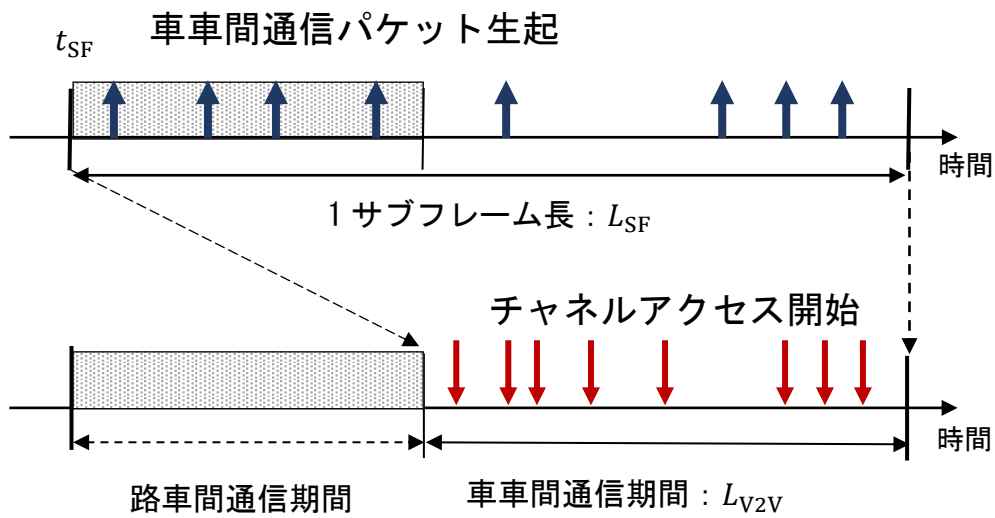 車車間通信パケット生起
t_SF
時間
1サブフレーム長：L_SF
チャネルアクセス開始
時間
路車間通信期間
車車間通信期間：L_V2V